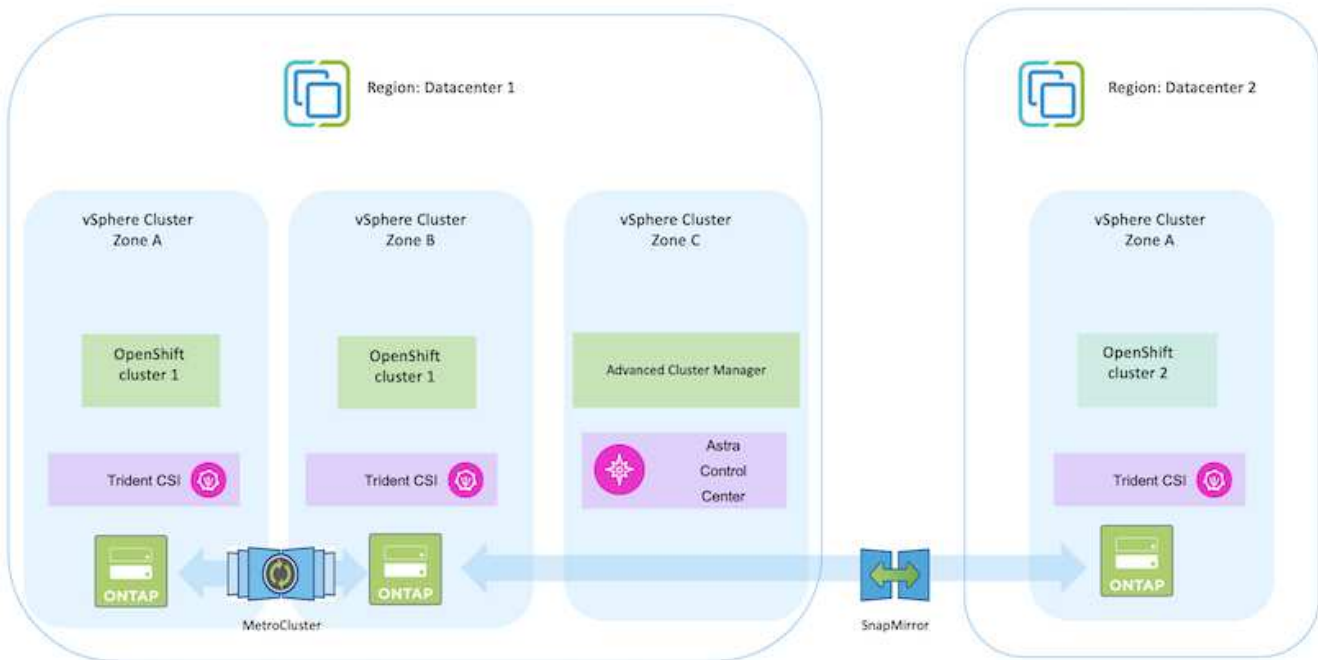 Region: Datacenter 1
Region: Datacenter 2
vSphere Cluster
Zone A
vSphere Cluster
Zone B
vSphere Cluster
Zone C
vSphere Cluster
Zone A
OpenShift
cluster 1
OpenShift
cluster 1
Advanced Cluster Manager
OpenShift
cluster 2
Trident CSI
Trident CSI
Astra
Control
Center
Trident CSI
ONTAP
ONTAP
ONTAP
MetroCluster
SnapMirror